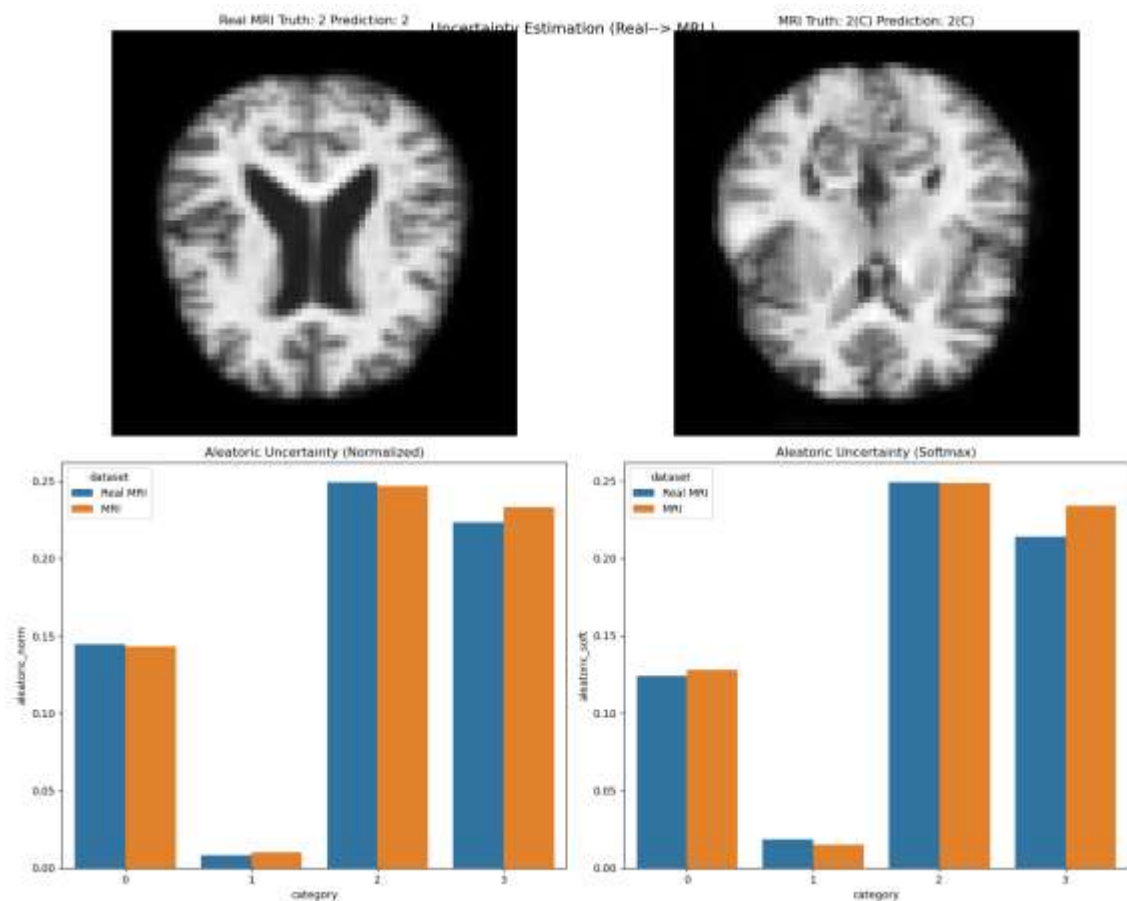 Real MRI Truth: 2 Prediction: 2
MRI Truth: 2(C) Prediction: 2(C)
Uncertainty Estimation (Real--> MRI )
Aleatoric Uncertainty (Normalized)
dataset
Real MRI
MRI
0.25
0.20
0.15
0.10
0.05
0.00
aleatoric_norm
0
1
2
3
category
Aleatoric Uncertainty (Softmax)
dataset
Real MRI
MRI
0.25
0.20
0.15
0.10
0.05
0.00
aleatoric_soft
0
1
2
3
category